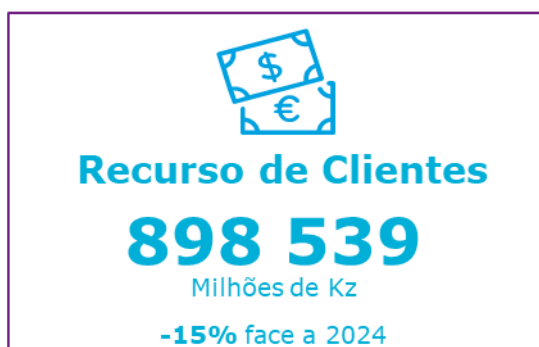 $
€
Recurso de Clientes
898 539
Milhões de Kz
-15% face a 2024